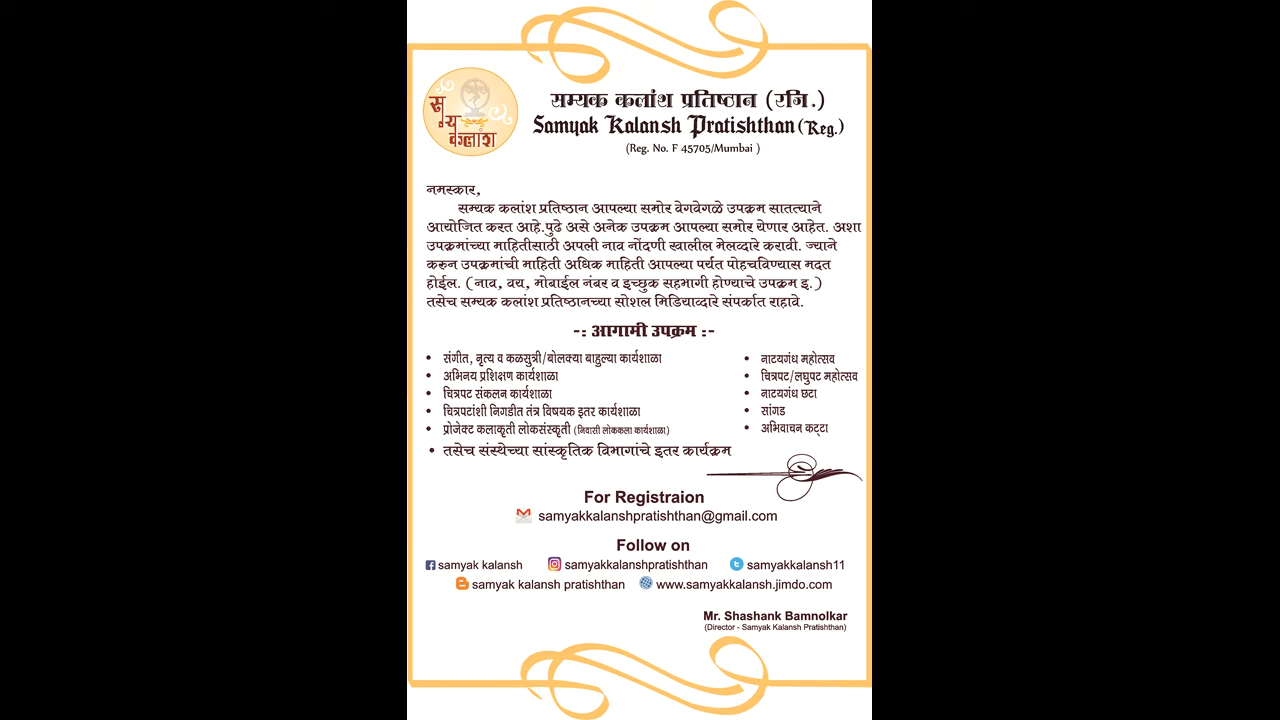 स
म्य
कलांश
सम्यक कलांश प्रतिष्ठान (रजि.)
Samyak Kalansh Pratishthan (Reg.)
(Reg. No. F 45705/Mumbai )
नमस्कार,
सम्यक कलांश प्रतिष्ठान आपल्या समोर वेगवेगळे उपक्रम सातत्याने
आयोजित करत आहे.पुढे असे अनेक उपक्रम आपल्या समोर येणार आहेत. अशा
उपक्रमांच्या माहितीसाठी अपली नाव नोंदणी खालील मेलव्दारे करावी. ज्याने
करुन उपक्रमांची माहिती अधिक माहिती आपल्या पर्यंत पोहचविण्यास मदत
होईल. (नाव, वय, मोबाईल नंबर व इच्छुक सहभागी होण्याचे उपक्रम इ.)
तसेच सम्यक कलांश प्रतिष्ठानच्या सोशल मिडियाव्दारे संपर्कात राहावे.
-: आगामी उपक्रम :-
• संगीत, नृत्य व कळसुत्री/बोलक्या बाहुल्या कार्यशाळा
• अभिनय प्रशिक्षण कार्यशाळा
• चित्रपट संकलन कार्यशाळा
• चित्रपटांशी निगडीत तंत्र विषयक इतर कार्यशाळा
• प्रोजेक्ट कलाकृती लोकसंस्कृती (निवासी लोककला कार्यशाळा)
• तसेच संस्थेच्या सांस्कृतिक विभागांचे इतर कार्यक्रम
• नाटयगंध महोत्सव
• चित्रपट/लघुपट महोत्सव
• नाटयगंध छटा
• सांगड
• अभिवाचन कट्टा
For Registraion
samyakkalanshpratishthan@gmail.com
Follow on
samyak kalansh samyakkalanshpratishthan samyakkalansh11
samyak kalansh pratishthan www.samyakkalansh.jimdo.com
Mr. Shashank Bamnolkar
(Director - Samyak Kalansh Pratishthan)